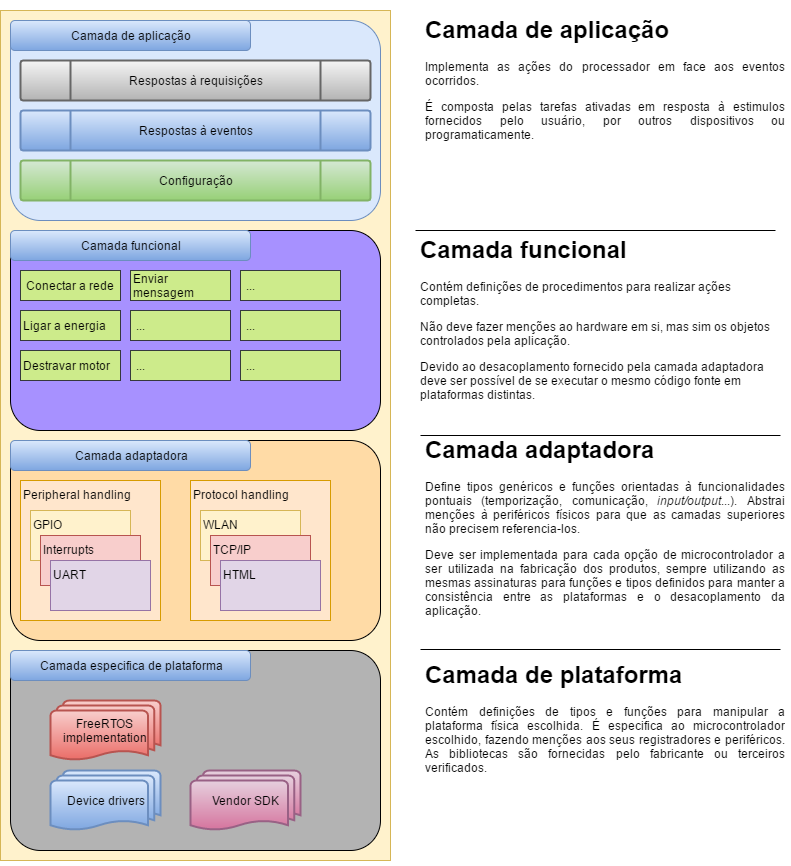 Camada de aplicação
Respostas à requisições
Respostas à eventos
Configuração
Camada de aplicação
Implementa as ações do processador em face aos eventos
ocorridos.
É composta pelas tarefas ativadas em resposta à estimulos
fornecidos pelo usuário, por outros dispositivos ou
programaticamente.
Camada funcional
Conectar a rede
Enviar
mensagem
...
Ligar a energia
...
...
Destravar motor
...
...
Camada funcional
Contém definições de procedimentos para realizar ações
completas.
Não deve fazer menções ao hardware em si, mas sim os objetos
controlados pela aplicação.
Devido ao desacoplamento fornecido pela camada adaptadora
deve ser possível de se executar o mesmo código fonte em
plataformas distintas.
Camada adaptadora
Peripheral handling
GPIO
Interrupts
UART
Protocol handling
WLAN
TCP/IP
HTML
Camada adaptadora
Define tipos genéricos e funções orientadas à funcionalidades
pontuais (temporização, comunicação, input/output...). Abstrai
menções à periféricos físicos para que as camadas superiores
não precisem referencia-los.
Deve ser implementada para cada opção de microcontrolador a
ser utilizada na fabricação dos produtos, sempre utilizando as
mesmas assinaturas para funções e tipos definidos para manter a
consistência entre as plataformas e o desacoplamento da
aplicação.
Camada especifica de plataforma
FreeRTOS
implementation
Device drivers
Vendor SDK
Camada de plataforma
Contém definições de tipos e funções para manipular a
plataforma física escolhida. É especifica ao microcontrolador
escolhido, fazendo menções aos seus registradores e periféricos.
As bibliotecas são fornecidas pelo fabricante ou terceiros
verificados.